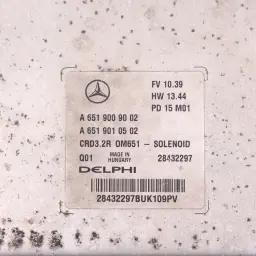 FV 10.39
HW 13.44
PD 15 M01
A 651 900 90 02
A 651 901 05 02
CRD3.2R OM651 - SOLENOID
Q01 MADE IN HUNGARY 28432297
DELPHI
28432297BUK109PV